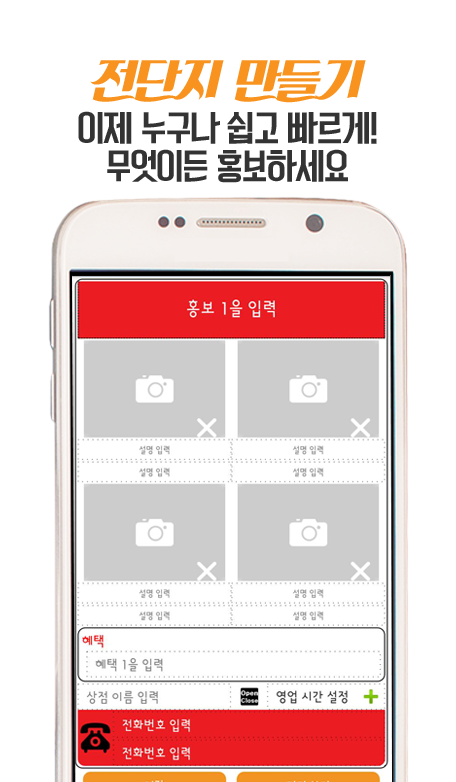 전단지 만들기
이제 누구나 쉽고 빠르게!
무엇이든 홍보하세요
홍보 1을 입력
설명 입력 설명 입력
설명 입력 설명 입력
설명 입력 설명 입력
설명 입력 설명 입력
혜택
혜택 1을 입력
상점 이름 입력 Open Close 영업 시간 설정
전화번호 입력
전화번호 입력